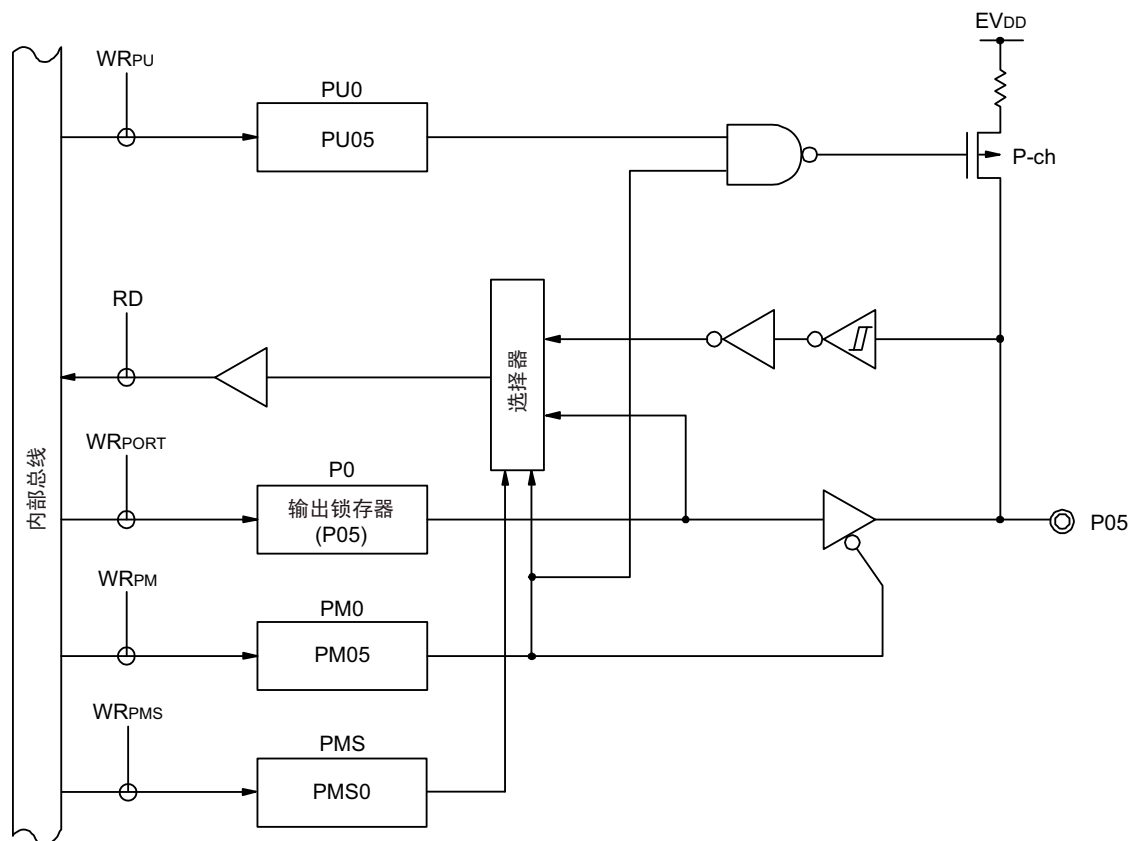 EVDD
WRPU
PU0
PU05
P-ch
RD
选择器
WRPORT
P0
内部总线
输出锁存器
(P05)
P05
WRPM
PM0
PM05
WRPMS
PMS
PMS0